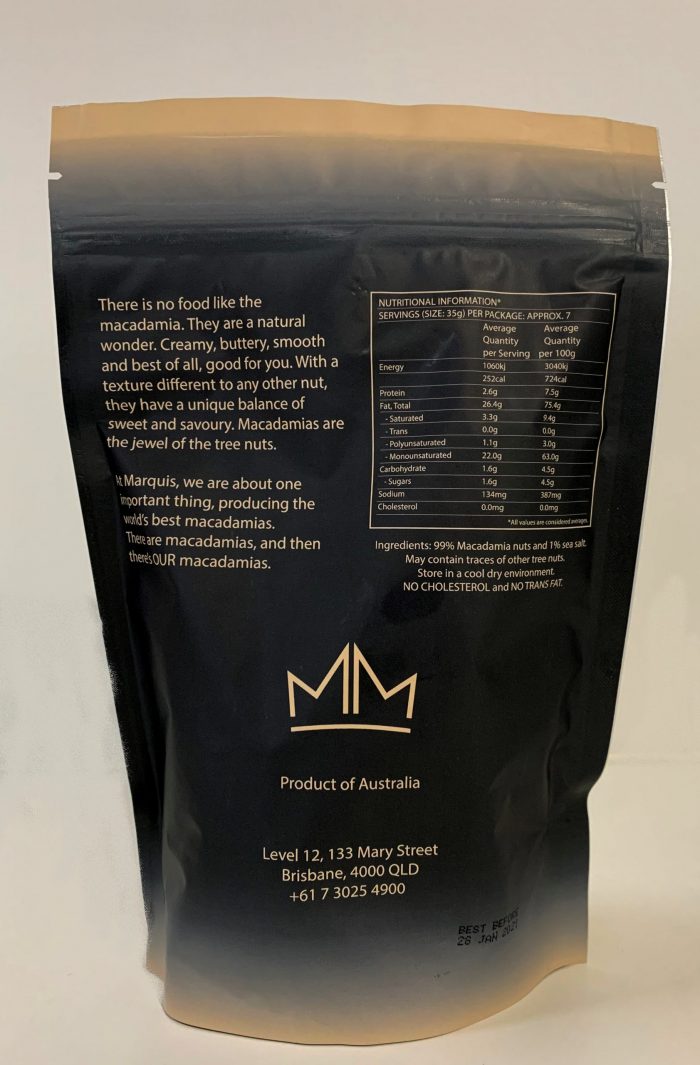 There is no food like the
macadamia. They are a natural
wonder. Creamy, buttery, smooth
and best of all, good for you. With a
texture different to any other nut,
they have a unique balance of
sweet and savoury. Macadamias are
the jewel of the tree nuts.
At Marquis, we are about one
important thing, producing the
world's best macadamias.
There are macadamias, and then
there's OUR macadamias.
NUTRITIONAL INFORMATION*
SERVINGS (SIZE: 35g) PER PACKAGE: APPROX. 7
Average Average
Quantity Quantity
per Serving per 100g
Energy 1060kj 3040kj
252cal 724cal
Protein 2.6g 7.5g
Fat, Total 26.4g 75.4g
- Saturated 3.3g 9.4g
- Trans 0.0g 0.0g
- Polyunsaturated 1.1g 3.0g
- Monounsaturated 22.0g 63.0g
Carbohydrate 1.6g 4.5g
- Sugars 1.6g 4.5g
Sodium 134mg 387mg
Cholesterol 0.0mg 0.0mg
*All values are considered averages
Ingredients: 99% Macadamia nuts and 1% sea salt.
May contain traces of other tree nuts.
Store in a cool dry environment.
NO CHOLESTEROL and NO TRANS FAT.
MM
Product of Australia
Level 12, 133 Mary Street
Brisbane, 4000 QLD
+61 7 3025 4900
BEST BEFORE
28 JAN